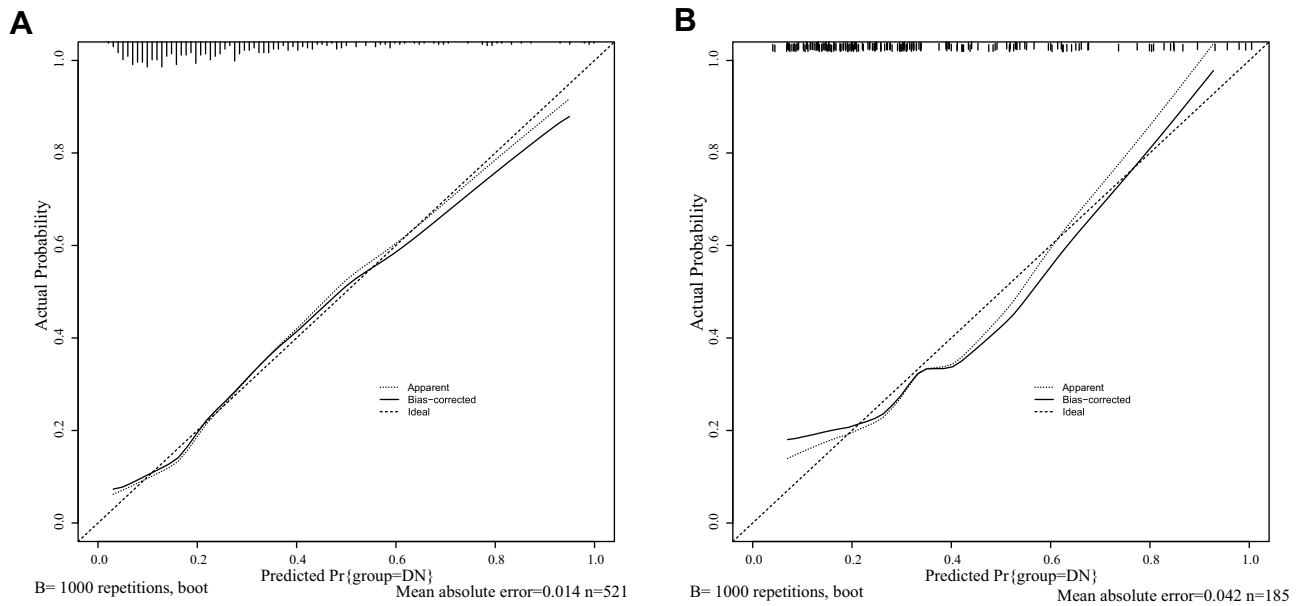 A
Actual Probability
1.0
0.8
0.6
0.4
0.2
0.0
Apparent
Bias−corrected
Ideal
0.0 0.2 0.4 0.6 0.8 1.0
Predicted Pr{group=DN}
B= 1000 repetitions, boot
Mean absolute error=0.014 n=521
B
Actual Probability
1.0
0.8
0.6
0.4
0.2
0.0
Apparent
Bias−corrected
Ideal
0.0 0.2 0.4 0.6 0.8 1.0
Predicted Pr{group=DN}
B= 1000 repetitions, boot
Mean absolute error=0.042 n=185